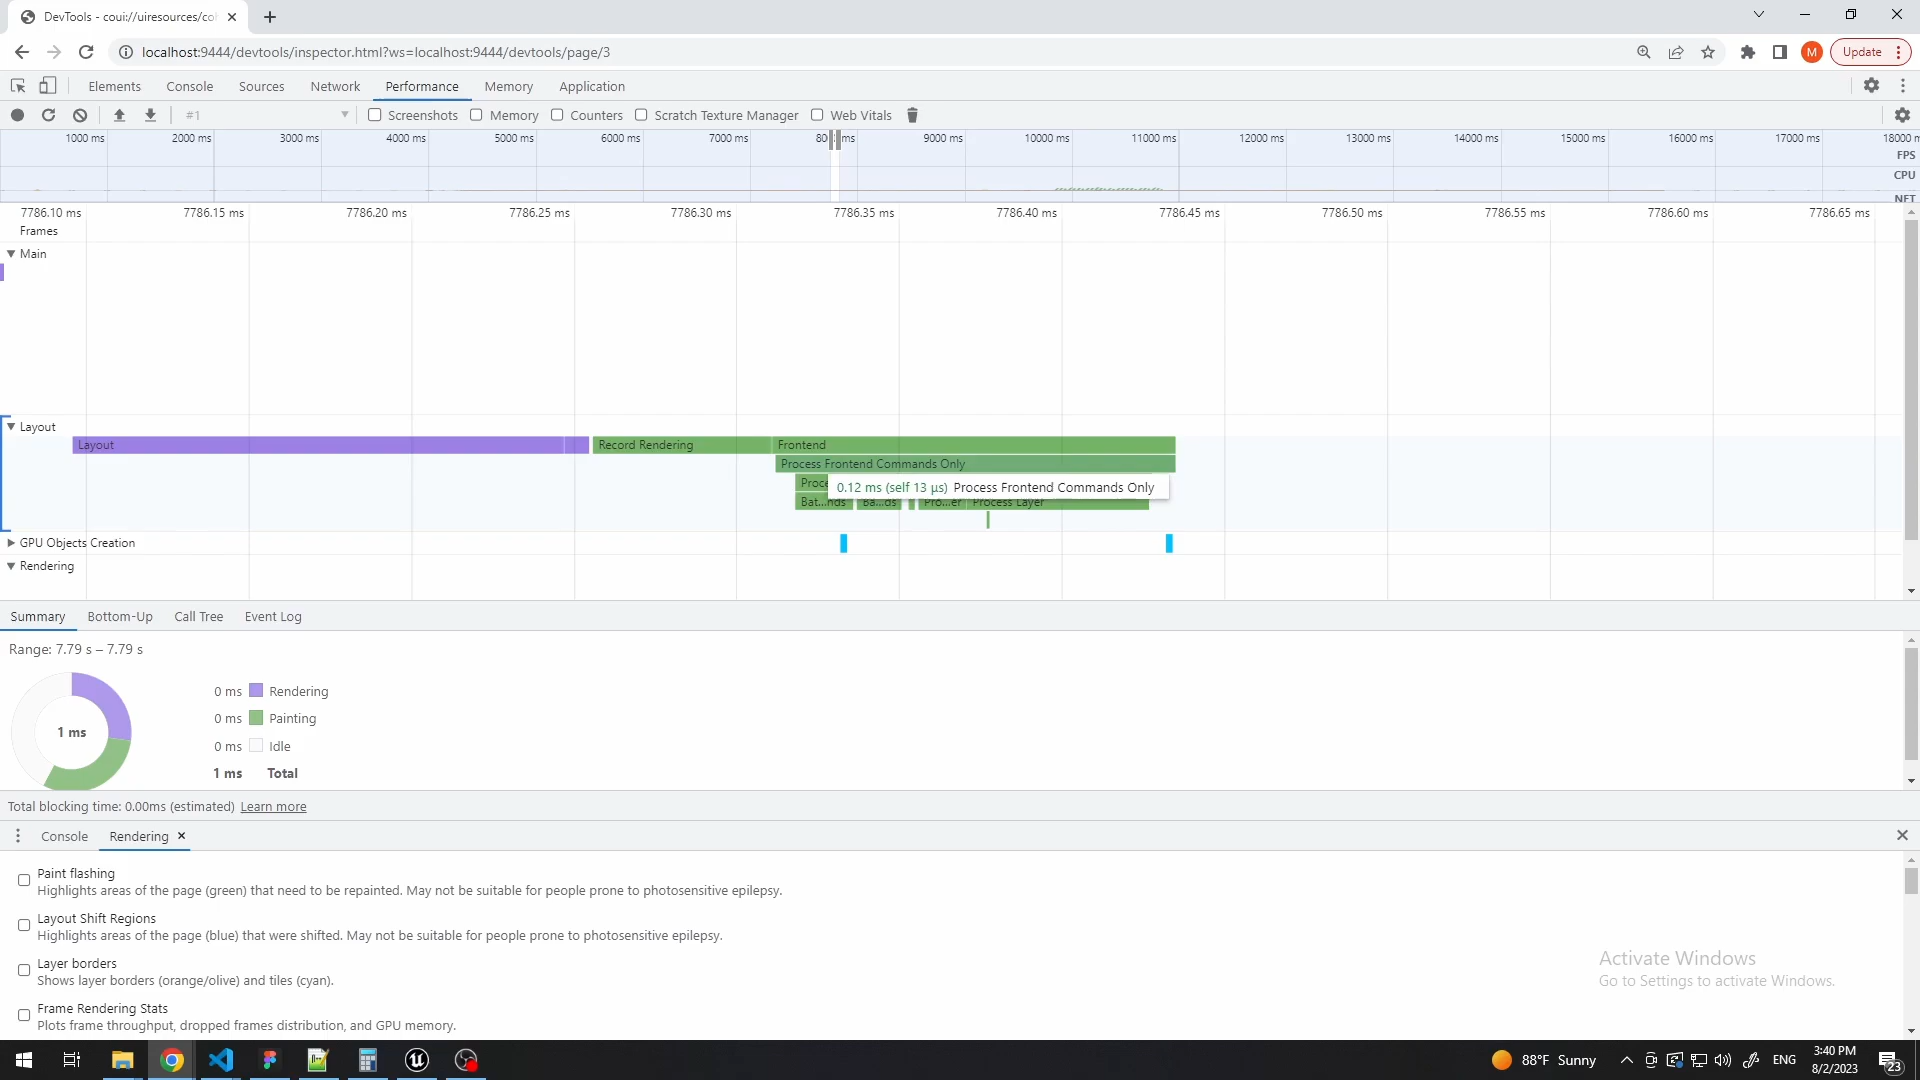 DevTools - coui://uiresources/col
localhost:9444/devtools/inspector.html?ws=localhost:9444/devtools/page/3
M
Update
Elements Console Sources Network Performance Memory Application
#1 Screenshots Memory Counters Scratch Texture Manager Web Vitals
1000 ms 2000 ms 3000 ms 4000 ms 5000 ms 6000 ms 7000 ms 9000 ms 10000 ms 11000 ms 12000 ms 13000 ms 14000 ms 15000 ms 16000 ms 17000 ms 18000 m
FPS
CPU
NET
7786.10 ms 7786.15 ms 7786.20 ms 7786.25 ms 7786.30 ms 7786.35 ms 7786.40 ms 7786.45 ms 7786.50 ms 7786.55 ms 7786.60 ms 7786.65 ms
Frames
Main
Layout
Layout Record Rendering Frontend
Process Frontend Commands Only
Proce
0.12 ms (self 13 μs) Process Frontend Commands Only
Bat...nds Ba...ds Pro...er Process Layer
GPU Objects Creation
Rendering
Summary Bottom-Up Call Tree Event Log
Range: 7.79 s – 7.79 s
1 ms
0 ms Rendering
0 ms Painting
0 ms Idle
1 ms Total
Total blocking time: 0.00ms (estimated) Learn more
Console Rendering
Paint flashing
Highlights areas of the page (green) that need to be repainted. May not be suitable for people prone to photosensitive epilepsy.
Layout Shift Regions
Highlights areas of the page (blue) that were shifted. May not be suitable for people prone to photosensitive epilepsy.
Layer borders
Shows layer borders (orange/olive) and tiles (cyan).
Frame Rendering Stats
Plots frame throughput, dropped frames distribution, and GPU memory.
Activate Windows
Go to Settings to activate Windows.
88°F Sunny
ENG
3:40 PM
8/2/2023
23